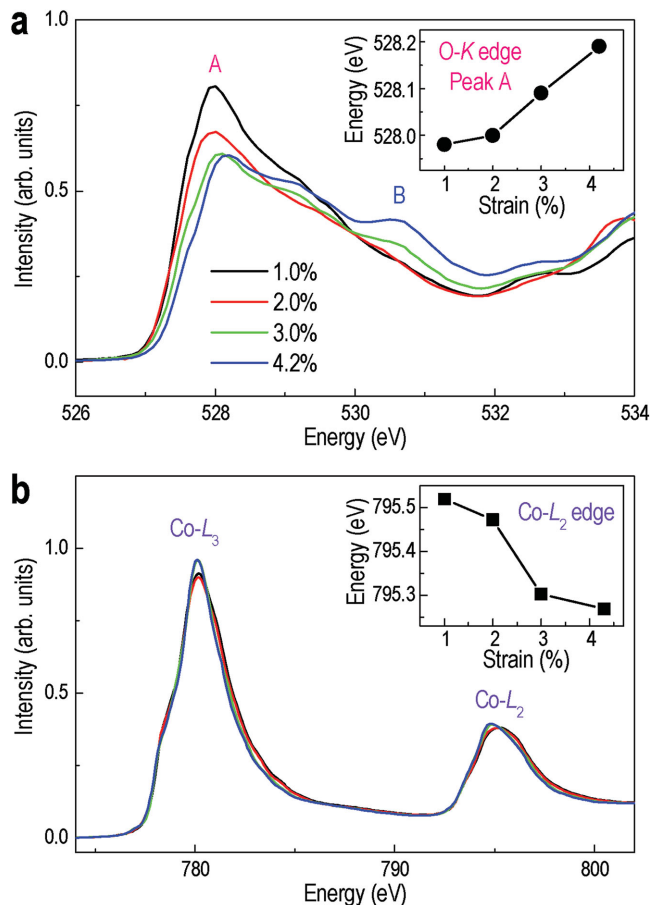 a
1.0
0.5
0.0
Intensity (arb. units)
A
B
1.0%
2.0%
3.0%
4.2%
526
528
530
532
534
Energy (eV)
O-K edge
Peak A
528.2
528.1
528.0
Energy (eV)
1
2
3
4
Strain (%)
b
1.0
0.5
0.0
Intensity (arb. units)
Co-L3
Co-L2
780
790
800
Energy (eV)
Co-L2 edge
795.5
795.4
795.3
Energy (eV)
1
2
3
4
Strain (%)